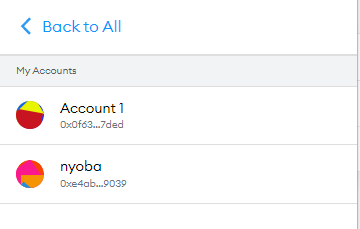 Back to All
My Accounts
Account 1
0x0f63...7ded
nyoba
0xe4ab...9039